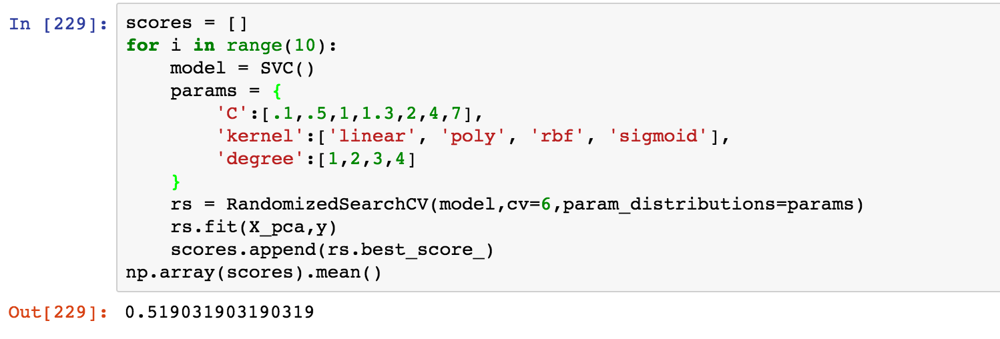 In [229]: scores = []
for i in range(10):
    model = SVC()
    params = {
        'C':[.1,.5,1,1.3,2,4,7],
        'kernel':['linear', 'poly', 'rbf', 'sigmoid'],
        'degree':[1,2,3,4]
    }
    rs = RandomizedSearchCV(model,cv=6,param_distributions=params)
    rs.fit(X_pca,y)
    scores.append(rs.best_score_)
np.array(scores).mean()
Out[229]: 0.519031903190319